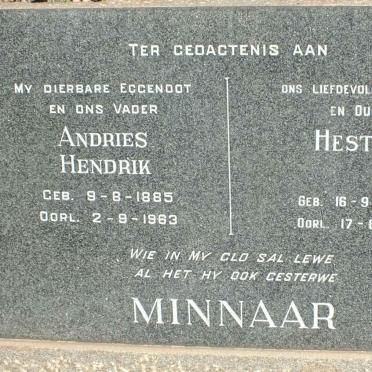 TER GEDAGTENIS AAN
MY DIERBARE EGGENOOT
EN ONS VADER
ANDRIES
HENDRIK
GEB. 9-8-1885
OORL. 2-9-1963
ONS LIEFDEVOL
EN OU
HEST
GEB. 16-9-
OORL. 17-
WIE IN MY GLO SAL LEWE
AL HET HY OOK GESTERWE
MINNAAR